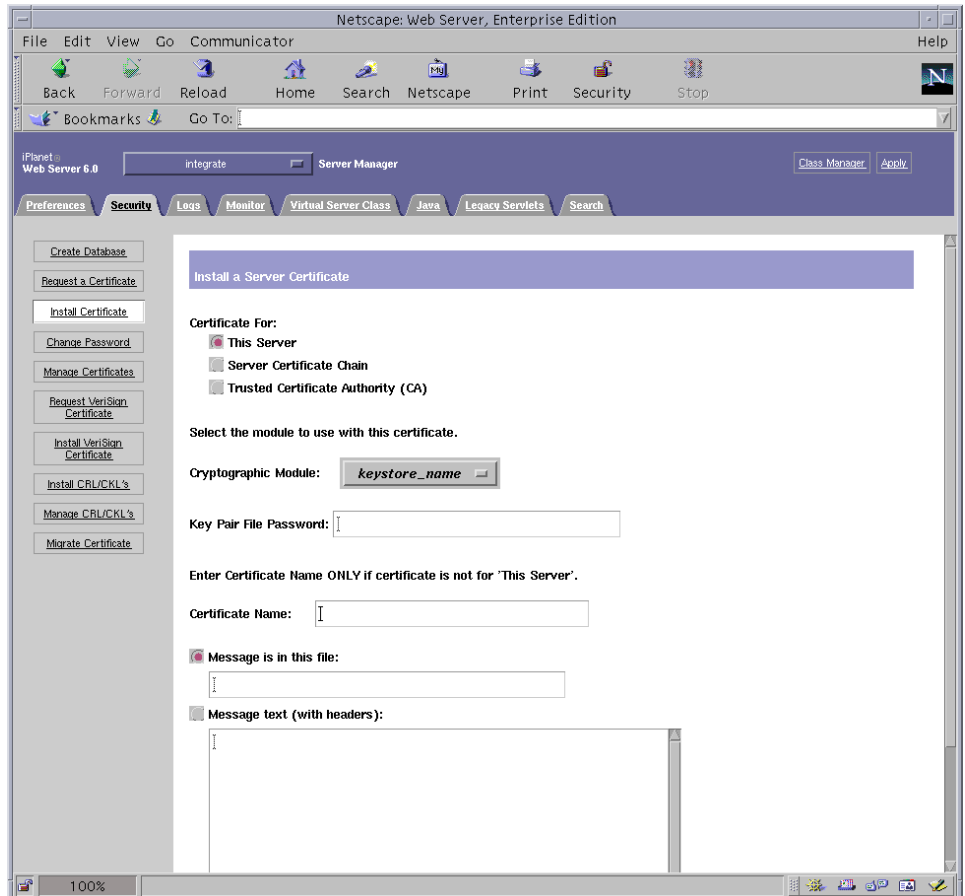 Netscape: Web Server, Enterprise Edition
File Edit View Go Communicator Help
Back Forward Reload Home Search Netscape Print Security Stop
My
N
Bookmarks Go To:
iPlanet
Web Server 6.0
integrate
Server Manager
Class Manager
Apply
Preferences Security Logs Monitor Virtual Server Class Java Legacy Servlets Search
Create Database
Request a Certificate
Install Certificate
Change Password
Manage Certificates
Request VeriSign
Certificate
Install VeriSign
Certificate
Install CRL/CKL's
Manage CRL/CKL's
Migrate Certificate
Install a Server Certificate
Certificate For:
This Server
Server Certificate Chain
Trusted Certificate Authority (CA)
Select the module to use with this certificate.
Cryptographic Module: keystore_name
Key Pair File Password:
Enter Certificate Name ONLY if certificate is not for 'This Server'.
Certificate Name:
Message is in this file:
Message text (with headers):
100%